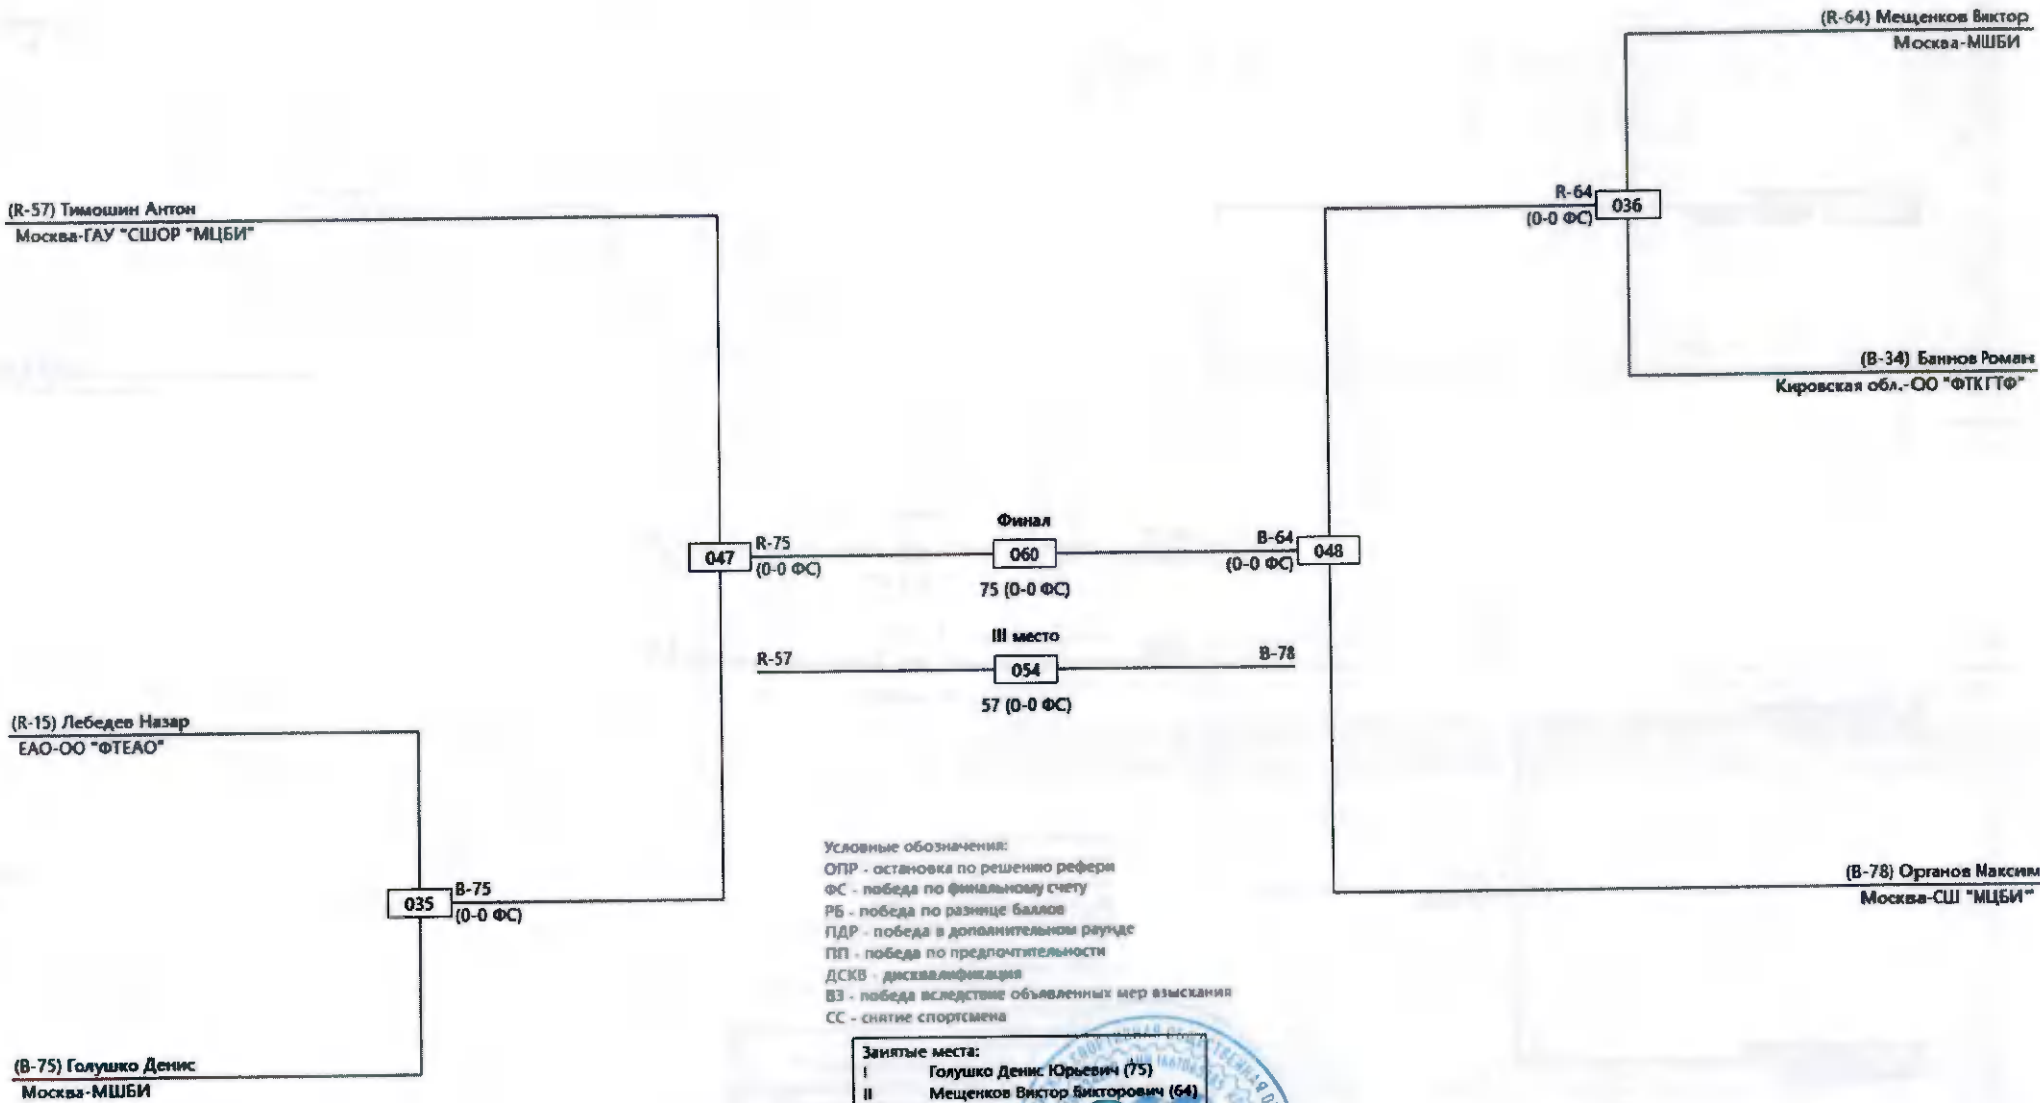 (R-64) Мещенков Виктор
Москва-МШБИ
(R-57) Тимошин Антон
Москва-ГАУ "СШОР "МЦБИ"
R-64
036
(0-0 ФС)
(B-34) Баннов Роман
Кировская обл.-ОО "ФТКГТФ"
Финал
047
R-75
(0-0 ФС)
060
B-64
(0-0 ФС)
048
75 (0-0 ФС)
III место
R-57
054
B-78
57 (0-0 ФС)
(R-15) Лебедев Назар
ЕАО-ОО "ФТЕАО"
Условные обозначения:
ОПР - остановка по решению рефери
ФС - победа по финальному счету
РБ - победа по разнице баллов
ПДР - победа в дополнительном раунде
ПП - победа по предпочтительности
ДСКВ - дисквалификация
ВЗ - победа вследствие объявленных мер взыскания
СС - снятие спортсмена
(B-78) Органов Максим
Москва-СШ "МЦБИ"
035
B-75
(0-0 ФС)
(B-75) Голушко Денис
Москва-МШБИ
Занятые места:
I Голушко Денис Юрьевич (75)
II Мещенков Виктор Викторович (64)